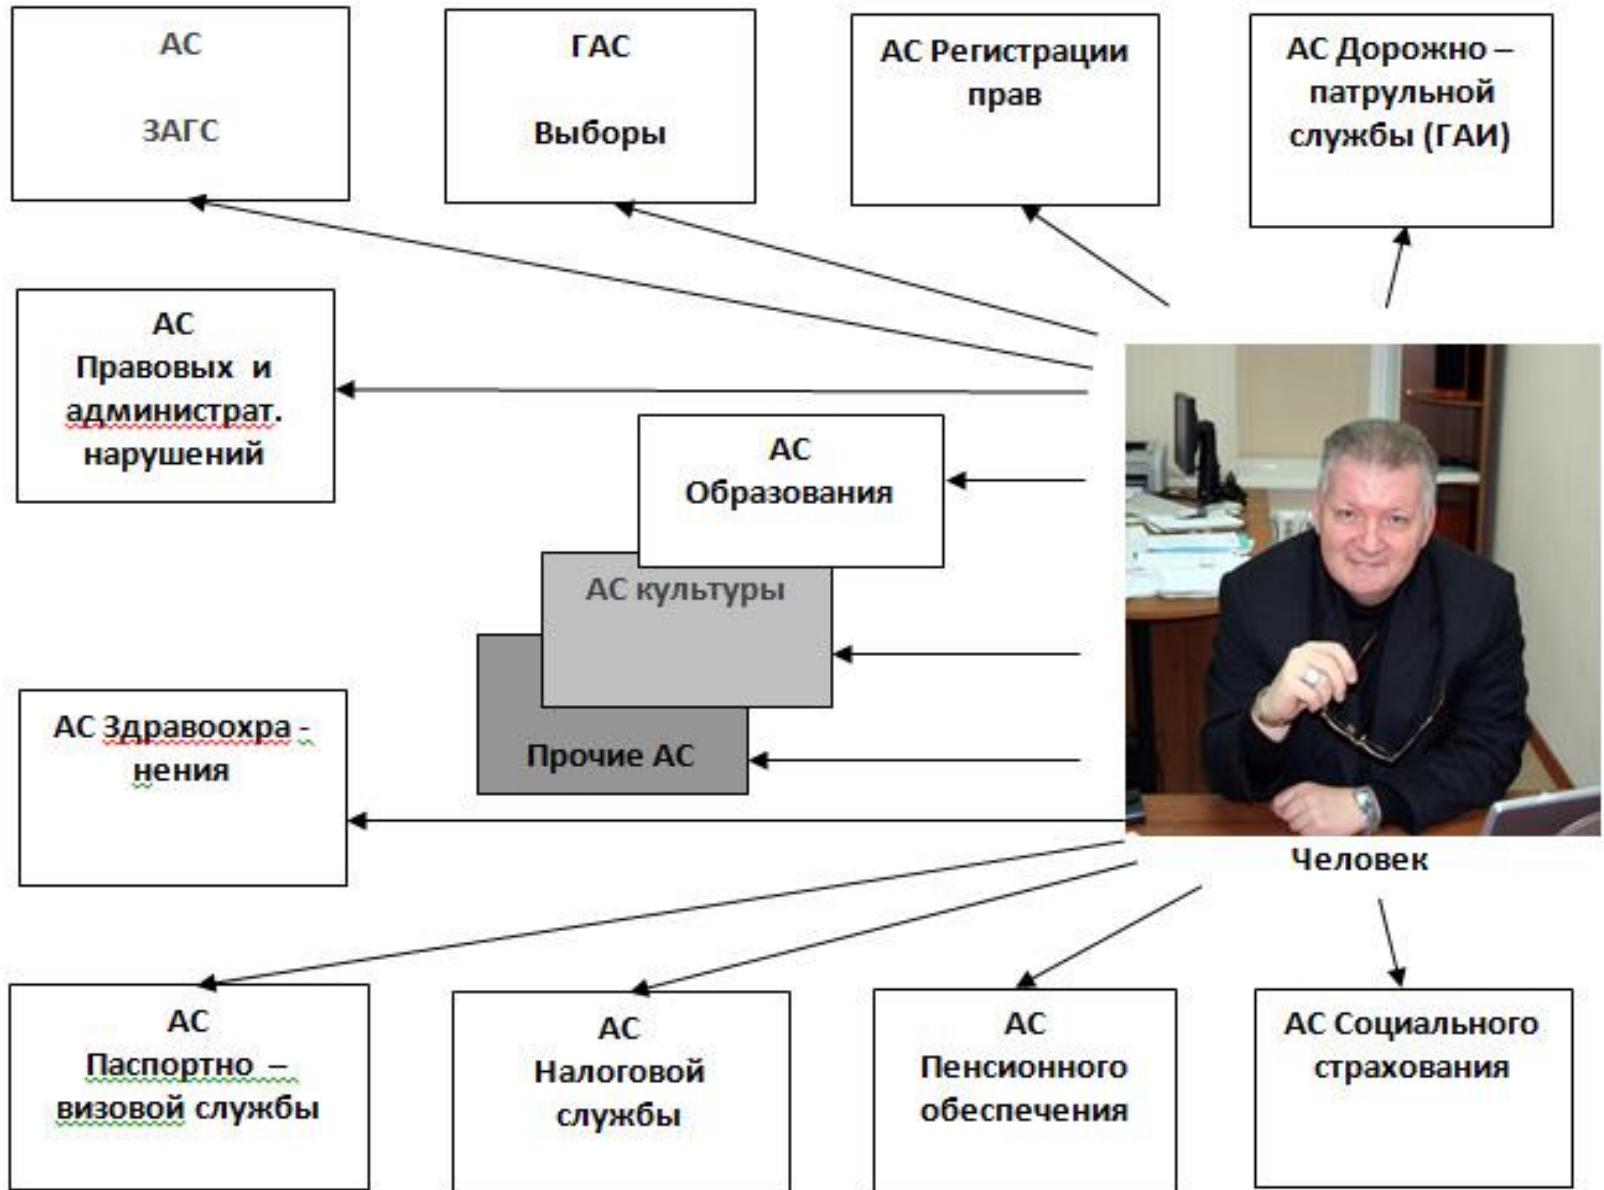 АС
ЗАГС
ГАС
Выборы
АС Регистрации
прав
АС Дорожно –
патрульной
службы (ГАИ)
АС
Правовых и
администрат.
нарушений
АС
Образования
АС культуры
Прочие АС
АС Здравоохра -
нения
Человек
АС
Паспортно –
визовой службы
АС
Налоговой
службы
АС
Пенсионного
обеспечения
АС Социального
страхования